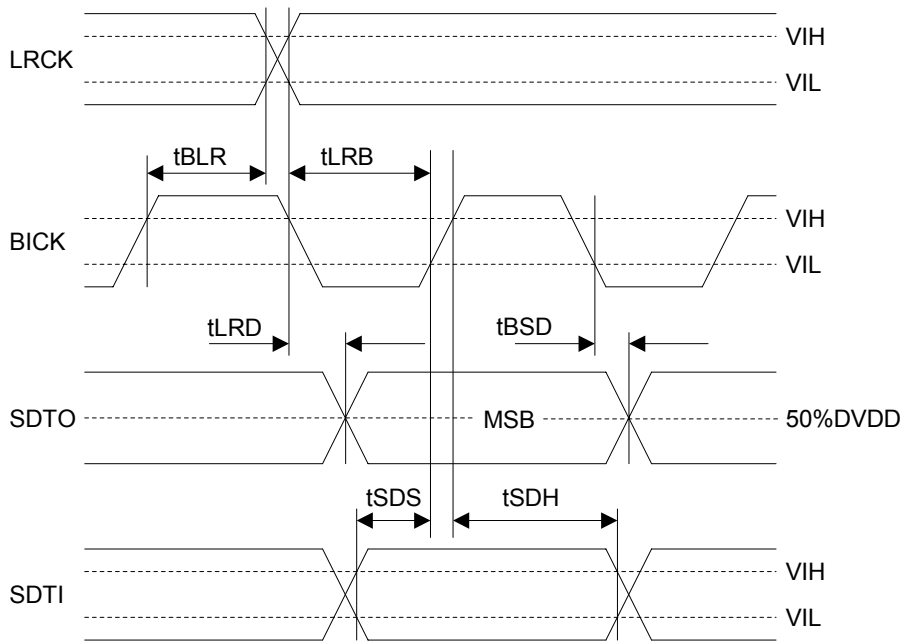 VIH
LRCK
VIL
tBLR
tLRB
VIH
BICK
VIL
tLRD
tBSD
SDTO
MSB
50%DVDD
tSDS
tSDH
VIH
SDTI
VIL